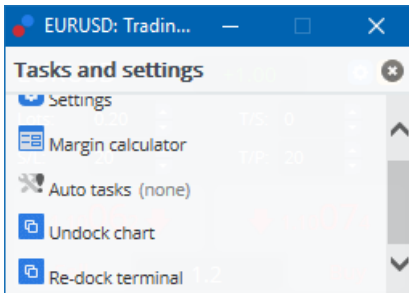 EURUSD: Tradin...
Tasks and settings
Settings
Margin calculator
Auto tasks (none)
Undock chart
Re-dock terminal